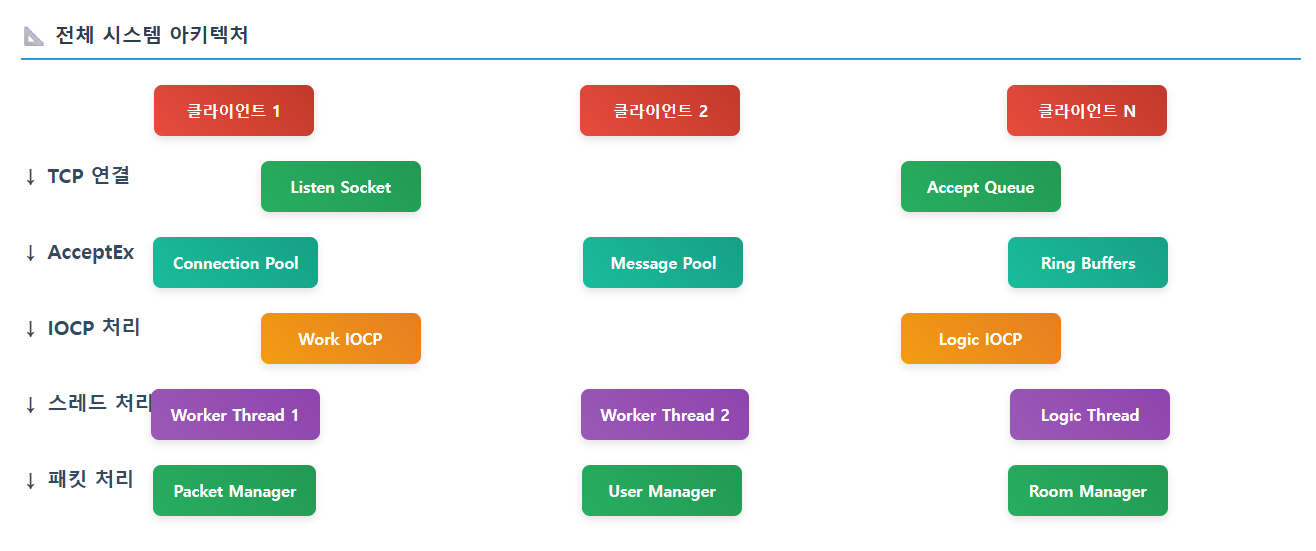 📐 전체 시스템 아키텍처
클라이언트 1 클라이언트 2 클라이언트 N
↓ TCP 연결 Listen Socket Accept Queue
↓ AcceptEx Connection Pool Message Pool Ring Buffers
↓ IOCP 처리 Work IOCP Logic IOCP
↓ 스레드 처리 Worker Thread 1 Worker Thread 2 Logic Thread
↓ 패킷 처리 Packet Manager User Manager Room Manager